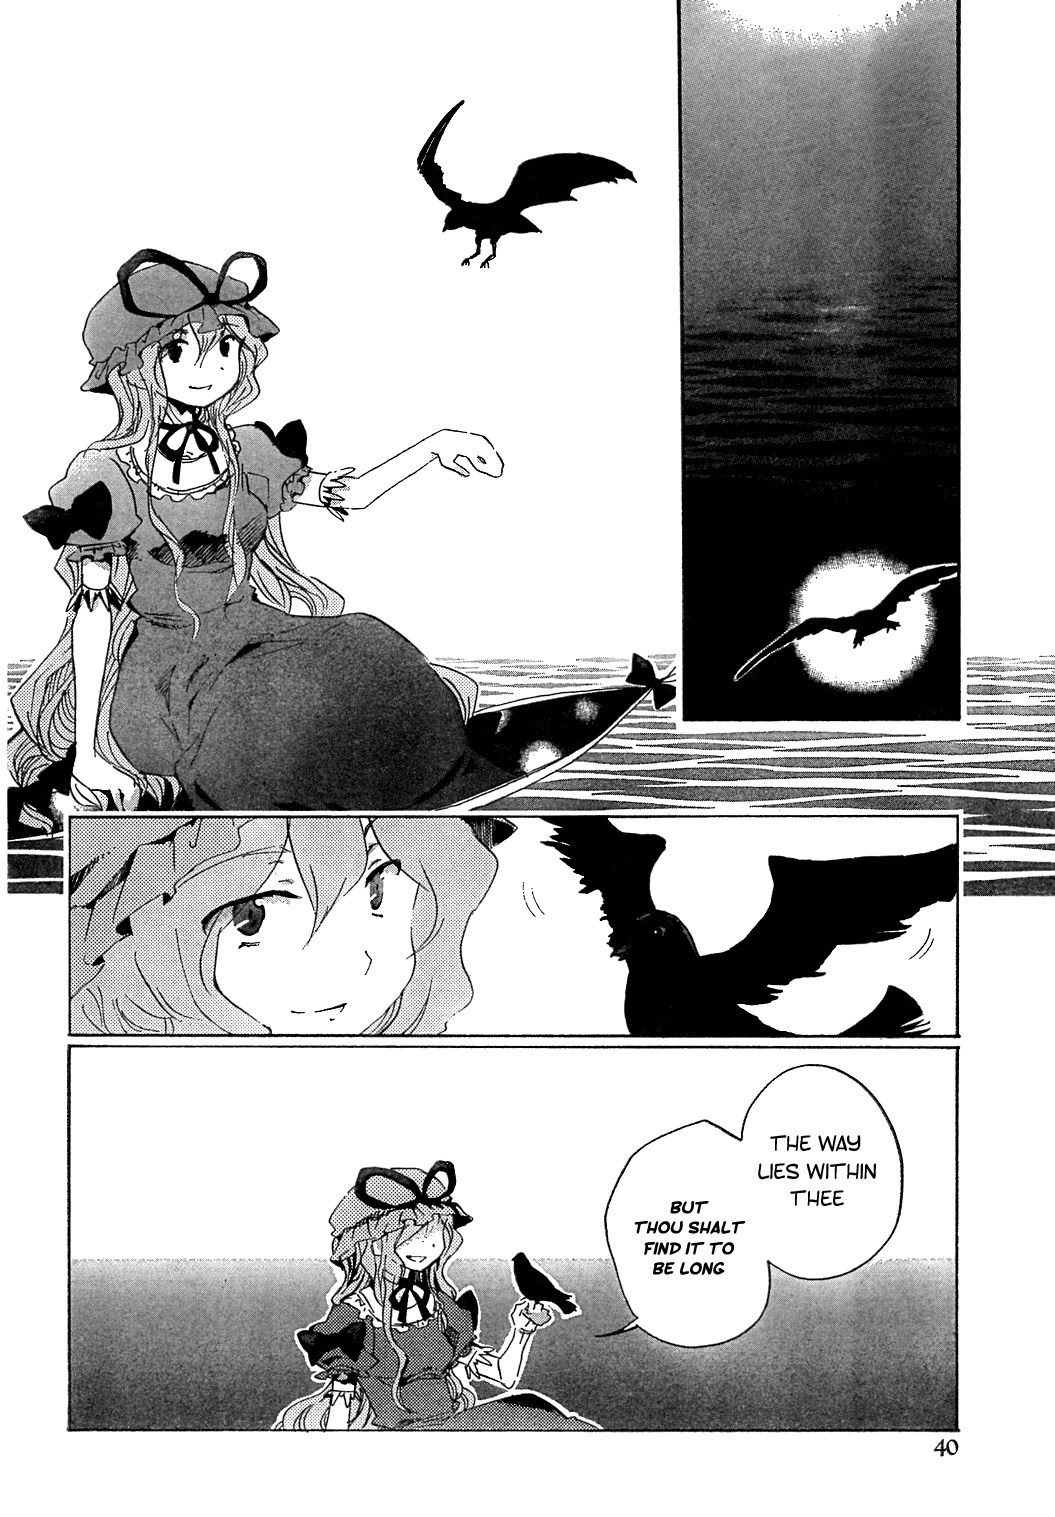 THE WAY
LIES WITHIN
THEE
BUT
THOU SHALT
FIND IT TO
BE LONG
40